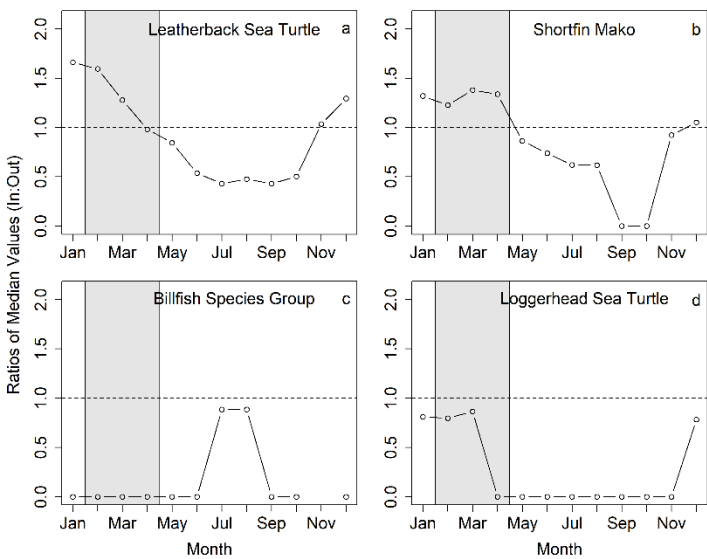 Ratios of Median Values (In:Out)
Leatherback Sea Turtle a
2.0
1.5
1.0
0.5
0.0
Jan Mar May Jul Sep Nov
Shortfin Mako b
2.0
1.5
1.0
0.5
0.0
Jan Mar May Jul Sep Nov
Billfish Species Group c
2.0
1.5
1.0
0.5
0.0
Jan Mar May Jul Sep Nov
Month
Loggerhead Sea Turtle d
2.0
1.5
1.0
0.5
0.0
Jan Mar May Jul Sep Nov
Month